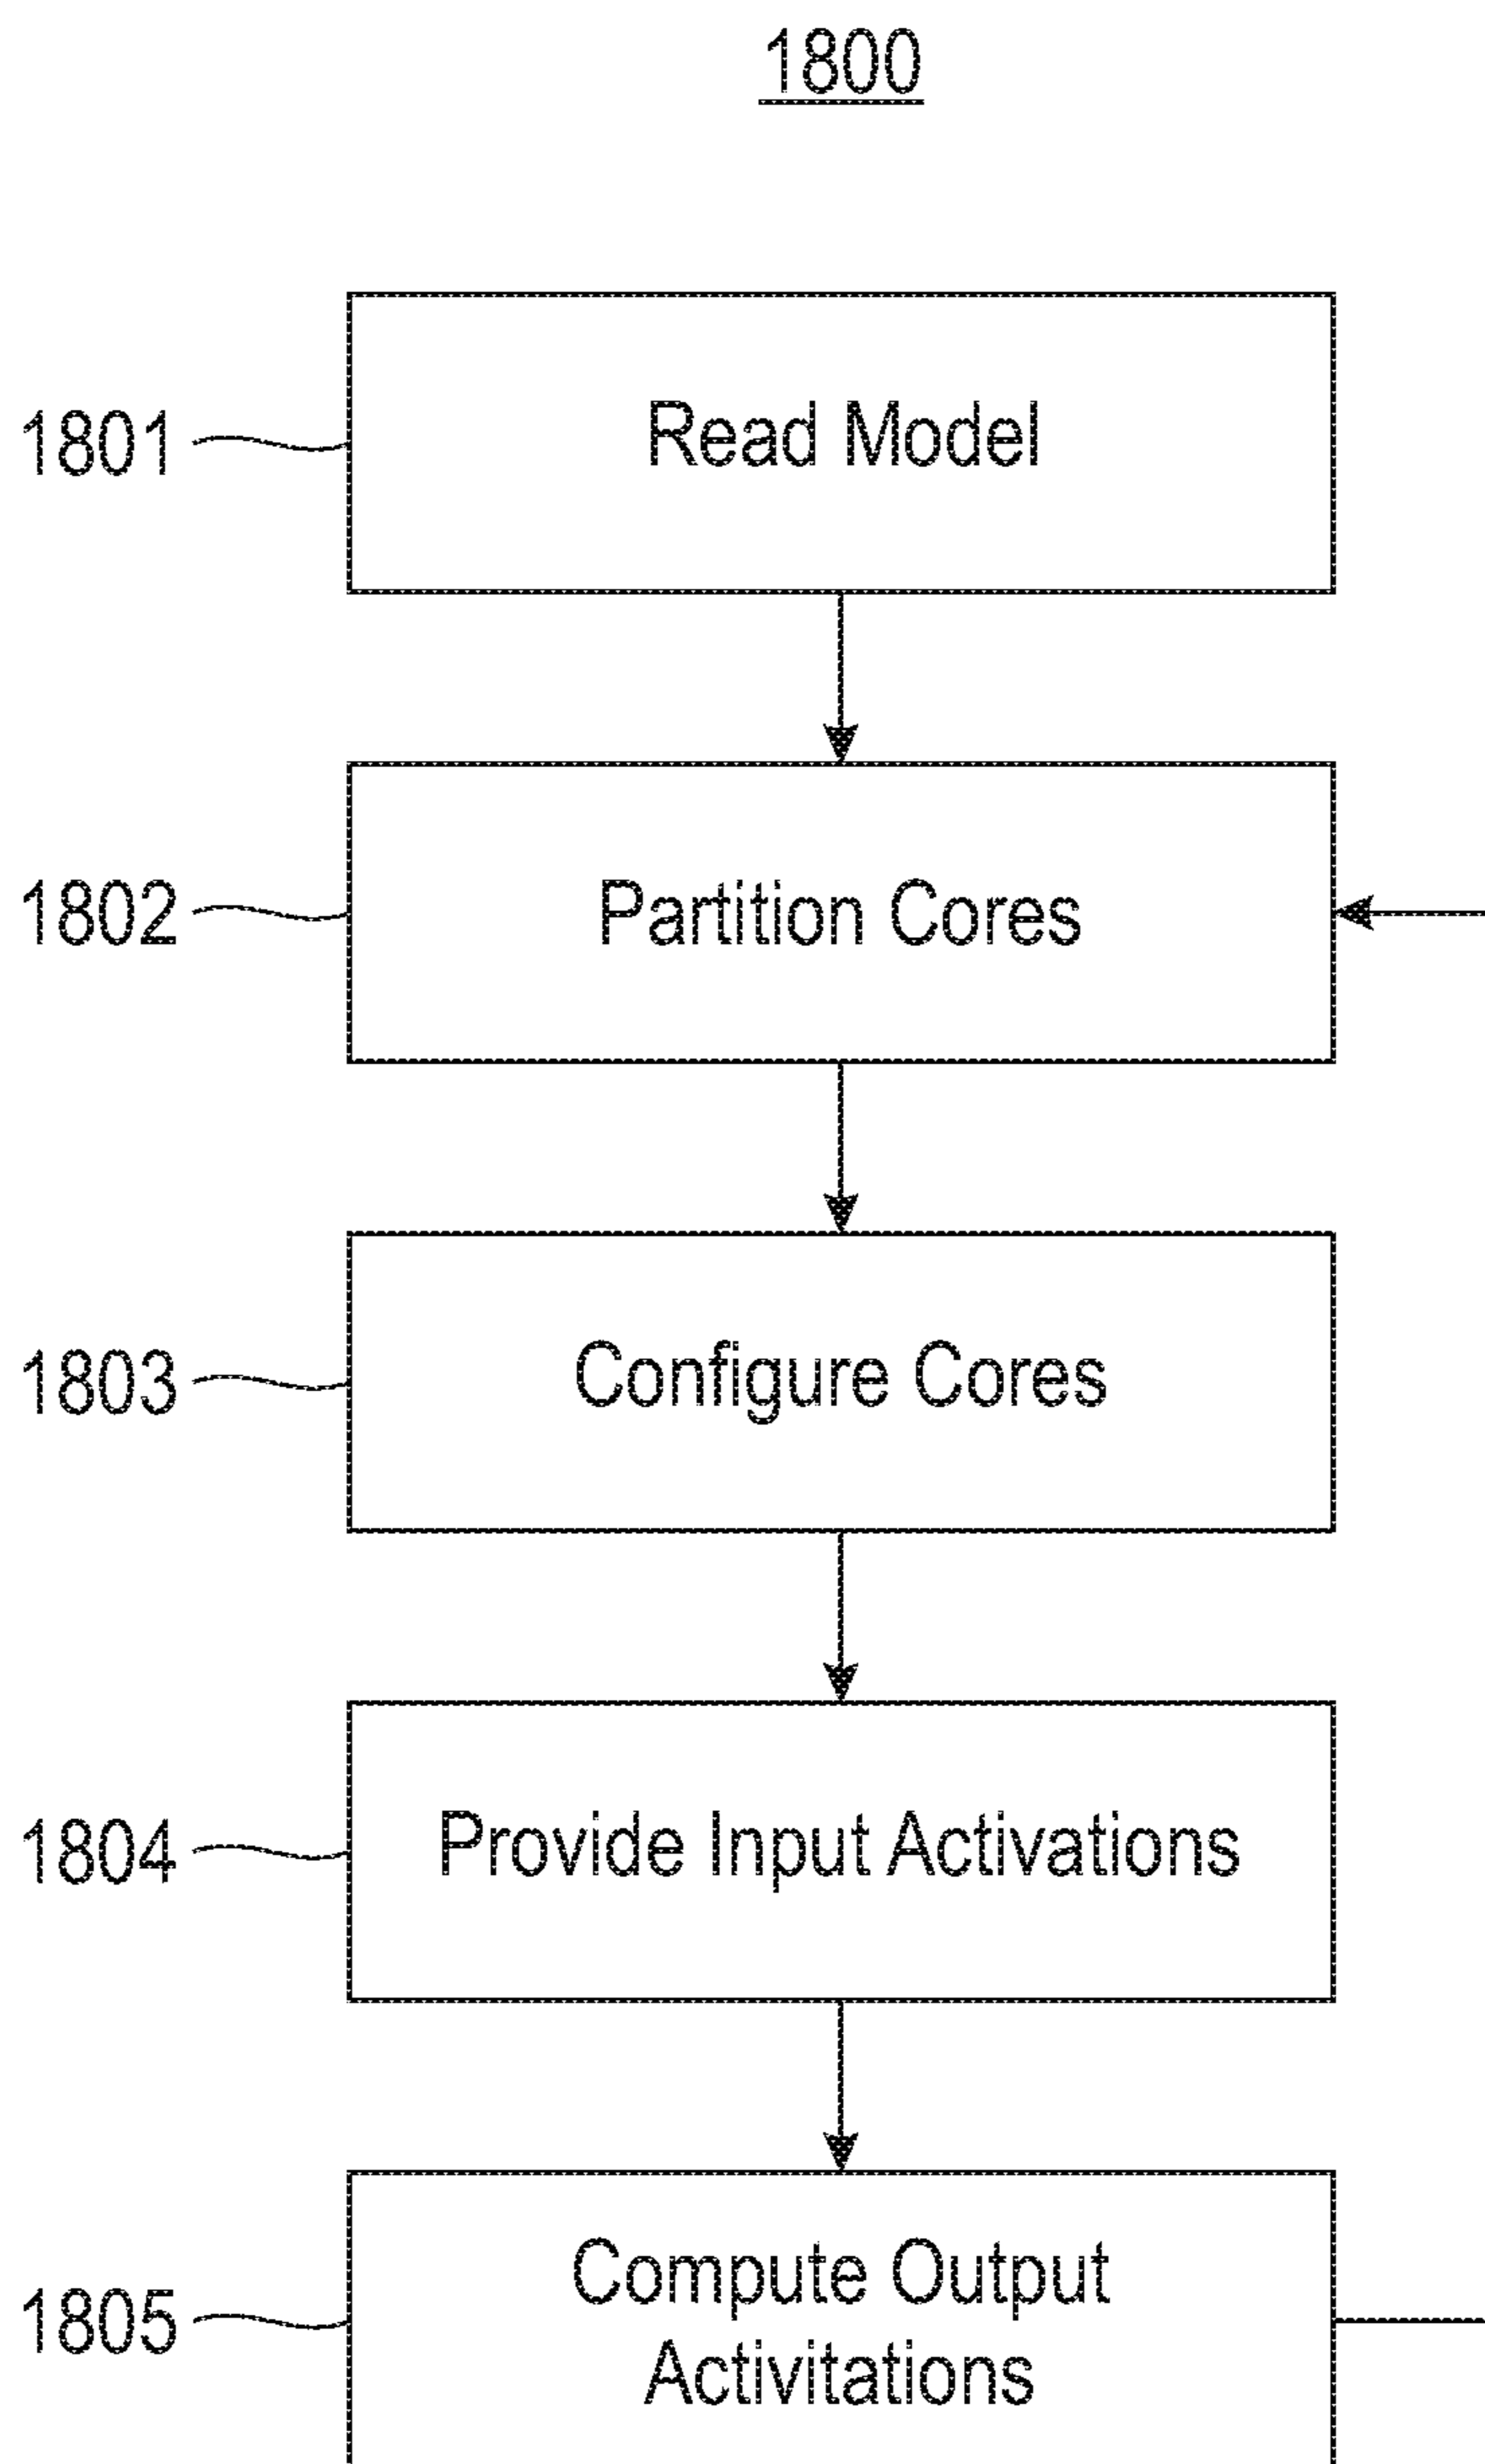 1800
1801
Read Model
1802
Partition Cores
1803
Configure Cores
1804
Provide Input Activations
1805
Compute Output
Activitations